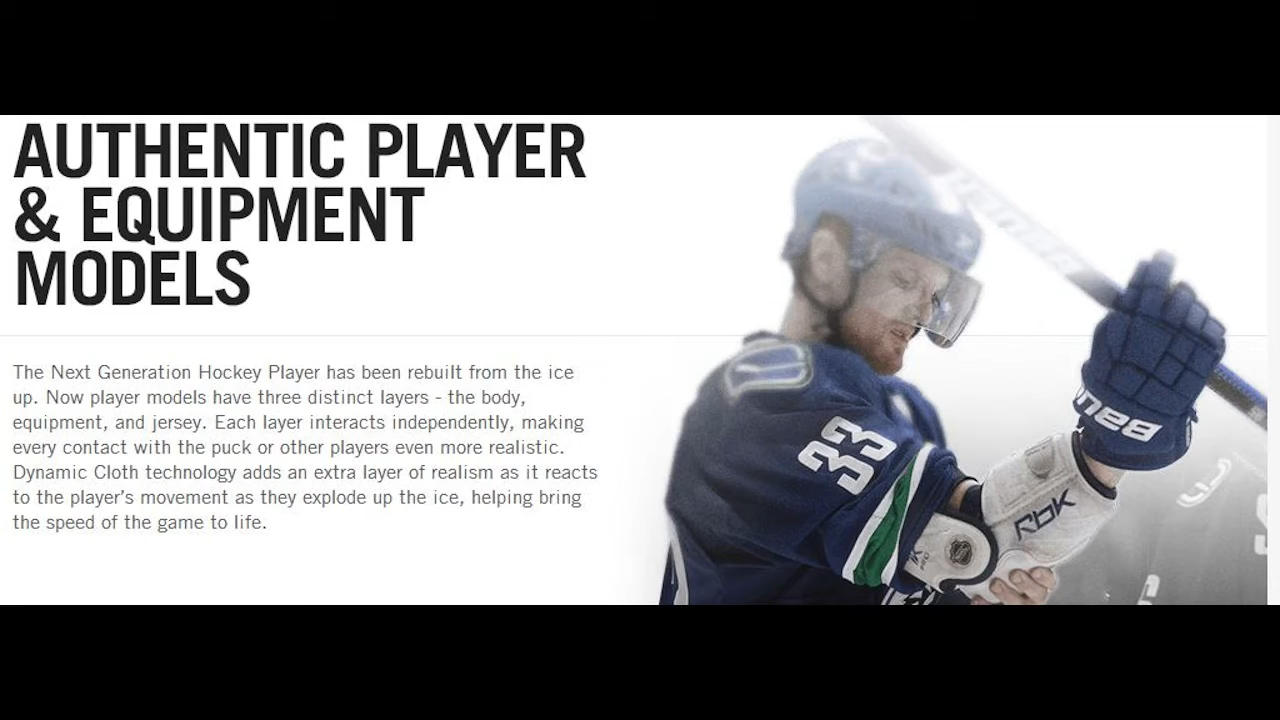 AUTHENTIC PLAYER
& EQUIPMENT
MODELS
The Next Generation Hockey Player has been rebuilt from the ice
up. Now player models have three distinct layers - the body,
equipment, and jersey. Each layer interacts independently, making
every contact with the puck or other players even more realistic.
Dynamic Cloth technology adds an extra layer of realism as it reacts
to the player's movement as they explode up the ice, helping bring
the speed of the game to life.
33
RbK